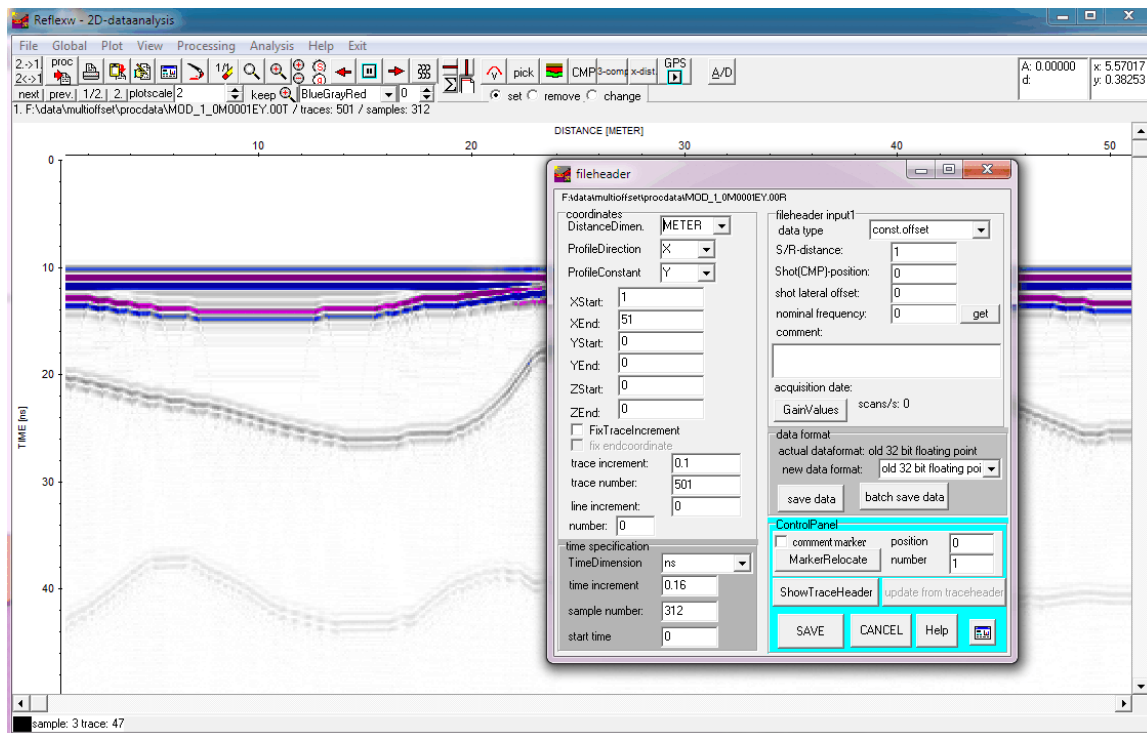 Reflexw - 2D-dataanalysis
File Global Plot View Processing Analysis Help Exit
2.->1 proc 1/2 pick CMP 3-comp x-dist. GPS A/D
2<->1
next prev. 1/2. 2. plotscale 2 keep BlueGrayRed 0 set remove change
A: 0.00000 x: 5.57017
d: y: 0.38253
1. F:\data\multioffset\procdata\MOD_1_0M0001EY.00T / traces: 501 / samples: 312
DISTANCE [METER]
10 20 30 40 50
0
10
20
30
40
TIME [ns]
fileheader
F:\data\multioffset\procdata\MOD_1_0M0001EY.00R
coordinates
DistanceDimen. METER
ProfileDirection X
ProfileConstant Y
XStart: 1
XEnd: 51
YStart: 0
YEnd: 0
ZStart: 0
ZEnd: 0
FixTraceIncrement
fix endcoordinate
trace increment: 0.1
trace number: 501
line increment: 0
number: 0
time specification
TimeDimension ns
time increment 0.16
sample number: 312
start time 0
fileheader input1
data type const.offset
S/R-distance: 1
Shot(CMP)-position: 0
shot lateral offset: 0
nominal frequency: 0 get
comment:
acquisition date:
GainValues scans/s: 0
data format
actual dataformat: old 32 bit floating point
new data format: old 32 bit floating poi
save data batch save data
ControlPanel
comment marker position 0
MarkerRelocate number 1
ShowTraceHeader update from traceheader
SAVE CANCEL Help
sample: 3 trace: 47